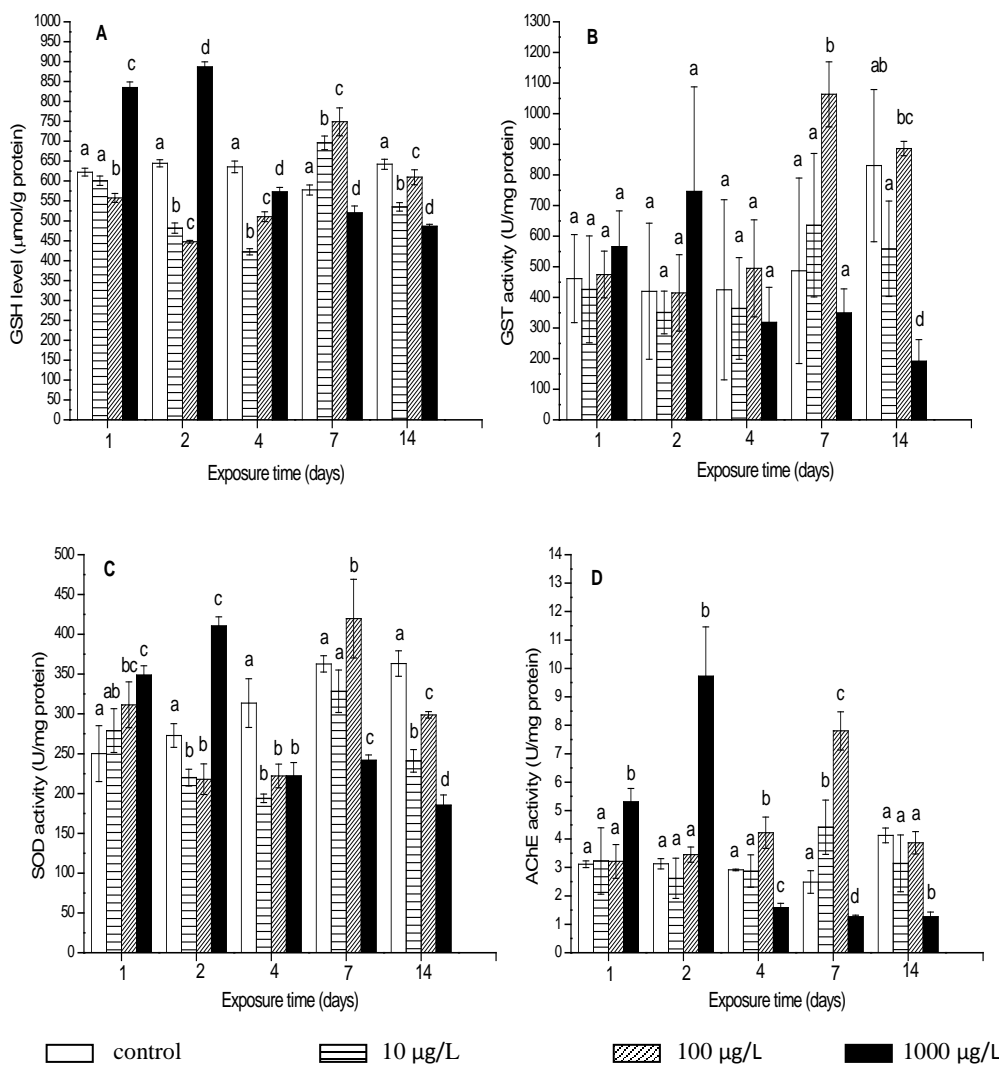 A
GSH level (μmol/g protein)
1000
950
900
850
800
750
700
650
600
550
500
450
400
350
300
250
200
150
100
50
0
a a b c
a b c d
a b c d
a b c d
a b c d
1 2 4 7 14
Exposure time (days)
B
GST activity (U/mg protein)
1300
1200
1100
1000
900
800
700
600
500
400
300
200
100
0
a a a a
a a a a
a a a a
a a b a
ab a bc d
1 2 4 7 14
Exposure time (days)
C
SOD activity (U/mg protein)
500
450
400
350
300
250
200
150
100
50
0
a ab bc c
a b b c
a b b b
a a b c
a b c d
1 2 4 7 14
Exposure time (days)
D
AChE activity (U/mg protein)
14
13
12
11
10
9
8
7
6
5
4
3
2
1
0
a a a b
a a a b
a a b c
a b c d
a a a b
1 2 4 7 14
Exposure time (days)
control 10 μg/L 100 μg/L 1000 μg/L